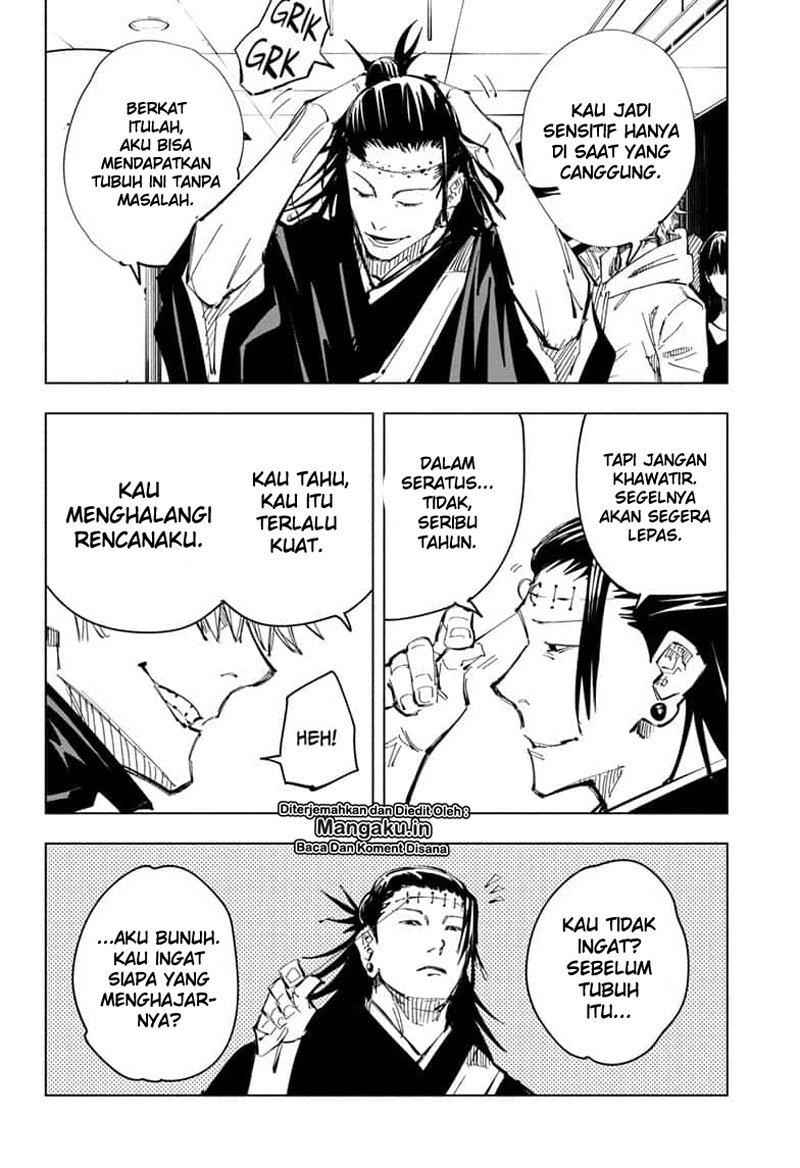 GRIK
GRK
KAU JADI
SENSITIF HANYA
DI SAAT YANG
CANGGUNG.
BERKAT
ITULAH,
AKU BISA
MENDAPATKAN
TUBUH INI TANPA
MASALAH.
TAPI JANGAN
KHAWATIR.
SEGELNYA
AKAN SEGERA
LEPAS.
DALAM
SERATUS...
TIDAK,
SERIBU
TAHUN.
KAU TAHU,
KAU ITU
TERLALU
KUAT.
KAU
MENGHALANGI
RENCANAKU.
HEH!
Diterjemahkan dan Diedit Oleh :
Mangaku.in
Baca Dan Koment Disana
KAU TIDAK
INGAT?
SEBELUM
TUBUH
ITU...
...AKU BUNUH.
KAU INGAT
SIAPA YANG
MENGHAJAR-
NYA?